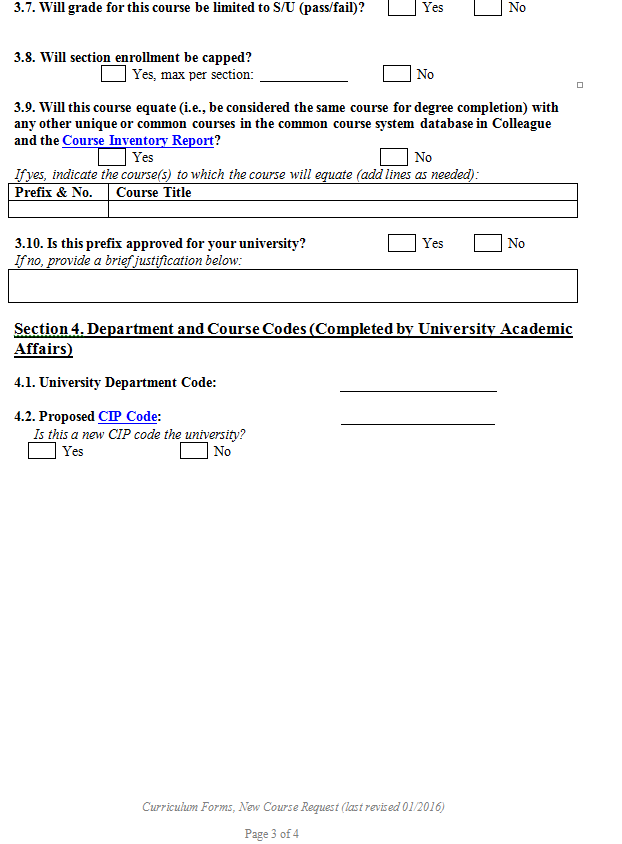 3.7. Will grade for this course be limited to S/U (pass/fail)? Yes No
3.8. Will section enrollment be capped?
Yes, max per section: No
3.9. Will this course equate (i.e., be considered the same course for degree completion) with
any other unique or common courses in the common course system database in Colleague
and the Course Inventory Report?
Yes No
If yes, indicate the course(s) to which the course will equate (add lines as needed):
Prefix & No. Course Title
3.10. Is this prefix approved for your university? Yes No
If no, provide a brief justification below:
Section 4. Department and Course Codes (Completed by University Academic
Affairs)
4.1. University Department Code:
4.2. Proposed CIP Code:
Is this a new CIP code the university?
Yes No
Curriculum Forms, New Course Request (last revised 01/2016)
Page 3 of 4